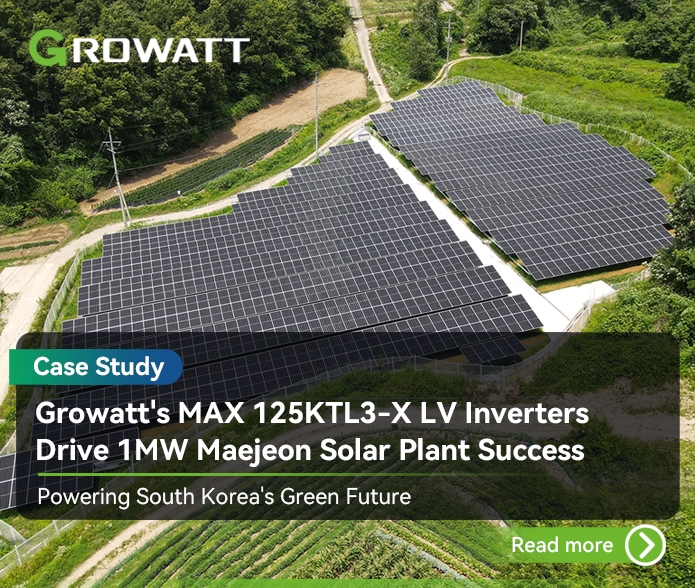 GROWATT
Case Study
Growatt's MAX 125KTL3-X LV Inverters
Drive 1MW Maejeon Solar Plant Success
Powering South Korea's Green Future
Read more